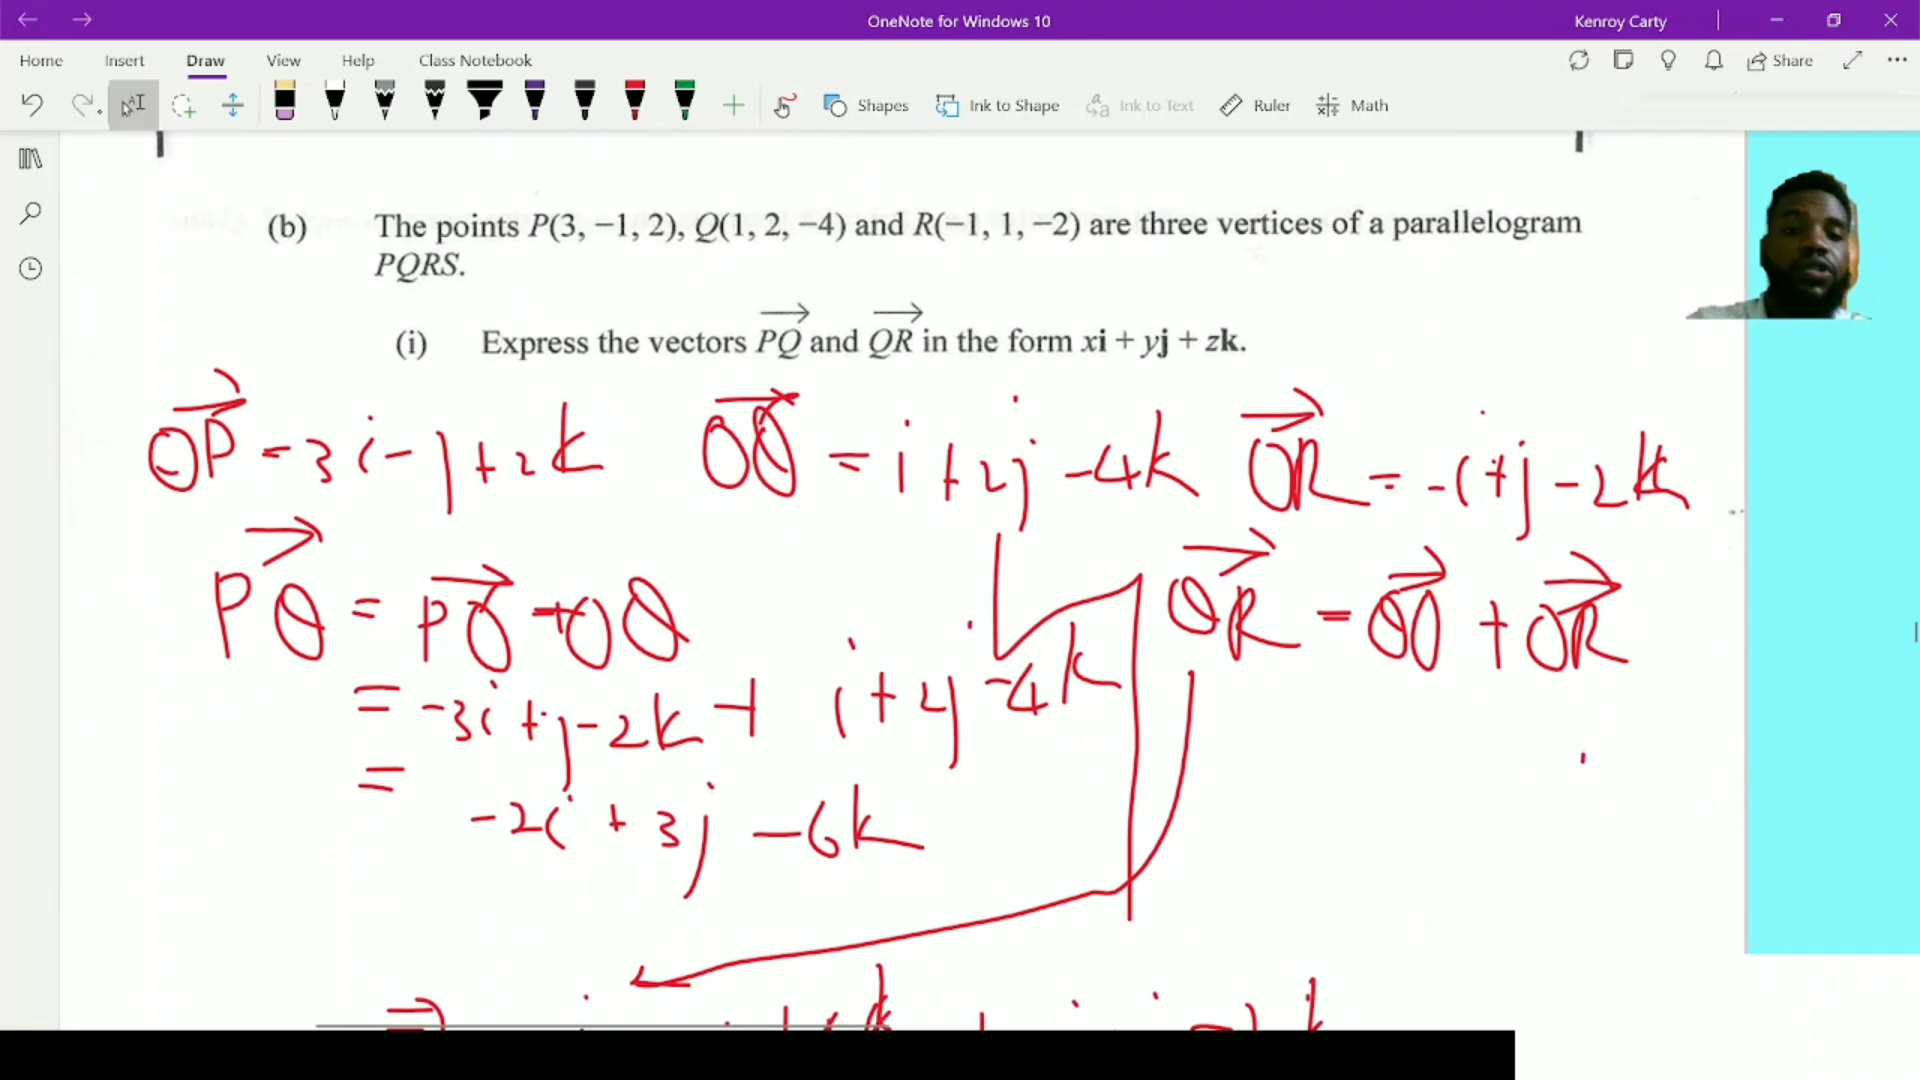 OneNote for Windows 10
Kenroy Carty
Home Insert Draw View Help Class Notebook
Share
Shapes Ink to Shape Ink to Text Ruler Math
(b) The points P(3, −1, 2), Q(1, 2, −4) and R(−1, 1, −2) are three vertices of a parallelogram
PQRS.
(i) Express the vectors PQ and QR in the form xi + yj + zk.
OP = 3i - j + 2k OQ = i + 2j - 4k OR = -i + j - 2k
PQ = PO + OQ QR = QO + OR
= -3i + j - 2k + i + 2j - 4k
= -2i + 3j - 6k